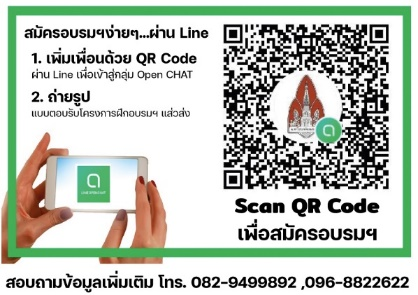 สมัครอบรมฯง่ายๆ...ผ่าน Line
1. เพิ่มเพื่อนด้วย QR Code
ผ่าน Line เพื่อเข้าสู่กลุ่ม Open CHAT
2. ถ่ายรูป
แบบตอบรับโครงการฝึกอบรมฯ แล้วส่ง
LINE OPENCHAT
Scan QR Code
เพื่อสมัครอบรมฯ
สอบถามข้อมูลเพิ่มเติม โทร. 082-9499892 ,096-8822622